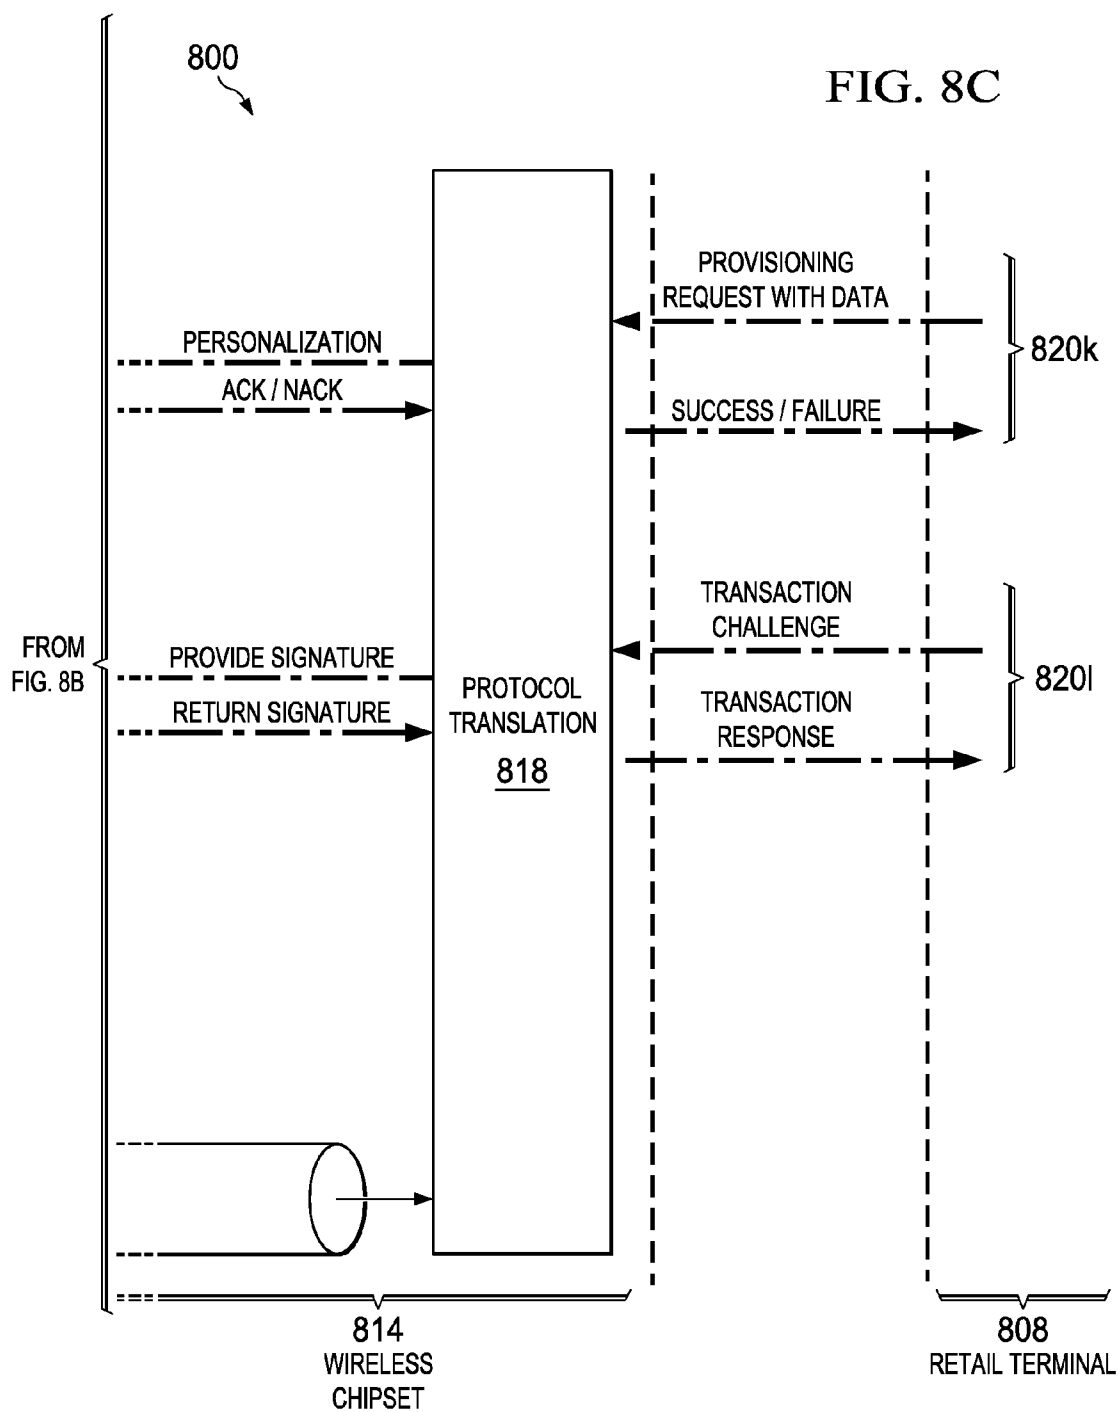 800
FIG. 8C
PROVISIONING
REQUEST WITH DATA
PERSONALIZATION
820k
ACK / NACK
SUCCESS / FAILURE
TRANSACTION
CHALLENGE
FROM
FIG. 8B
PROVIDE SIGNATURE
820l
PROTOCOL
TRANSLATION
818
RETURN SIGNATURE
TRANSACTION
RESPONSE
814
WIRELESS
CHIPSET
808
RETAIL TERMINAL